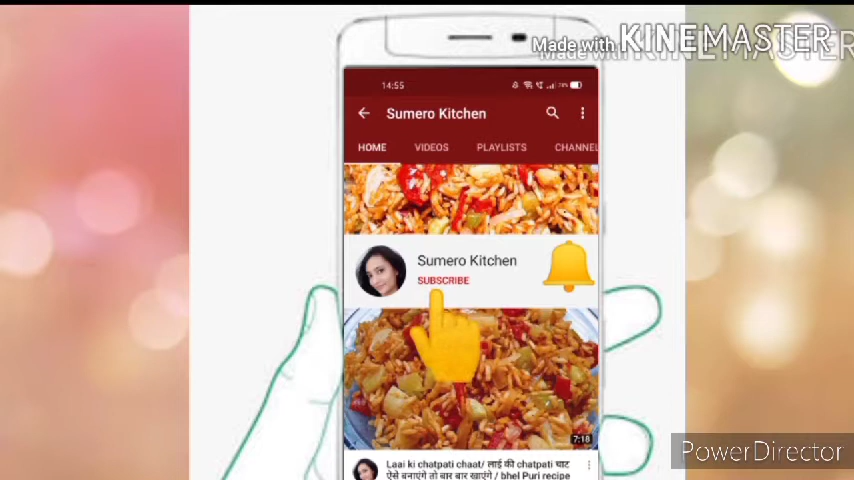 Made with KINEMASTER
14:55
Sumero Kitchen
HOME VIDEOS PLAYLISTS CHANNEL
Sumero Kitchen
SUBSCRIBE
7:18
Laai ki chatpati chaat/ लाई की chatpati चाट
ऐसे बनाएंगे तो बार बार खाएंगे / bhel Puri recipe
PowerDirector